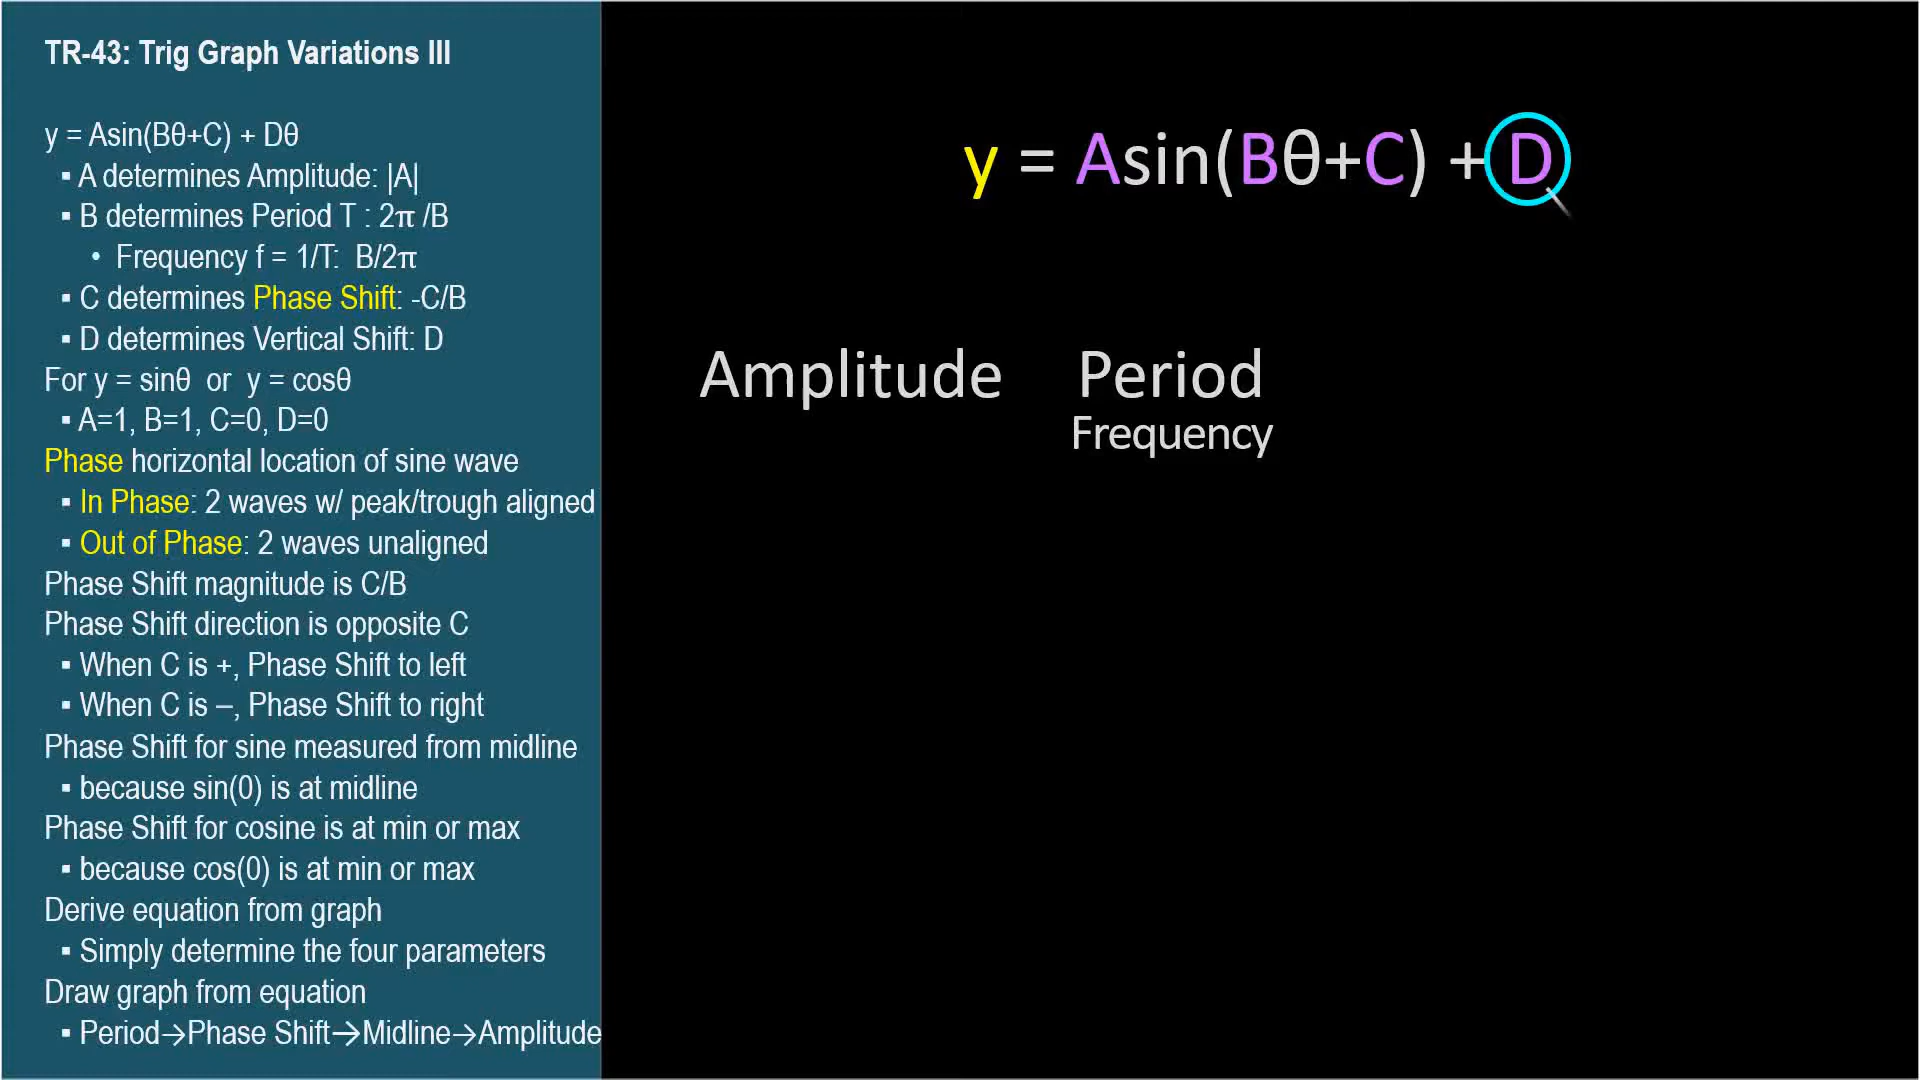 TR-43: Trig Graph Variations III
y = Asin(Bθ+C) + Dθ
▪ A determines Amplitude: |A|
▪ B determines Period T : 2π /B
• Frequency f = 1/T: B/2π
▪ C determines Phase Shift: -C/B
▪ D determines Vertical Shift: D
For y = sinθ or y = cosθ
▪ A=1, B=1, C=0, D=0
Phase horizontal location of sine wave
▪ In Phase: 2 waves w/ peak/trough aligned
▪ Out of Phase: 2 waves unaligned
Phase Shift magnitude is C/B
Phase Shift direction is opposite C
▪ When C is +, Phase Shift to left
▪ When C is –, Phase Shift to right
Phase Shift for sine measured from midline
▪ because sin(0) is at midline
Phase Shift for cosine is at min or max
▪ because cos(0) is at min or max
Derive equation from graph
▪ Simply determine the four parameters
Draw graph from equation
▪ Period→Phase Shift→Midline→Amplitude
y = Asin(Bθ+C) + D
Amplitude Period
Frequency